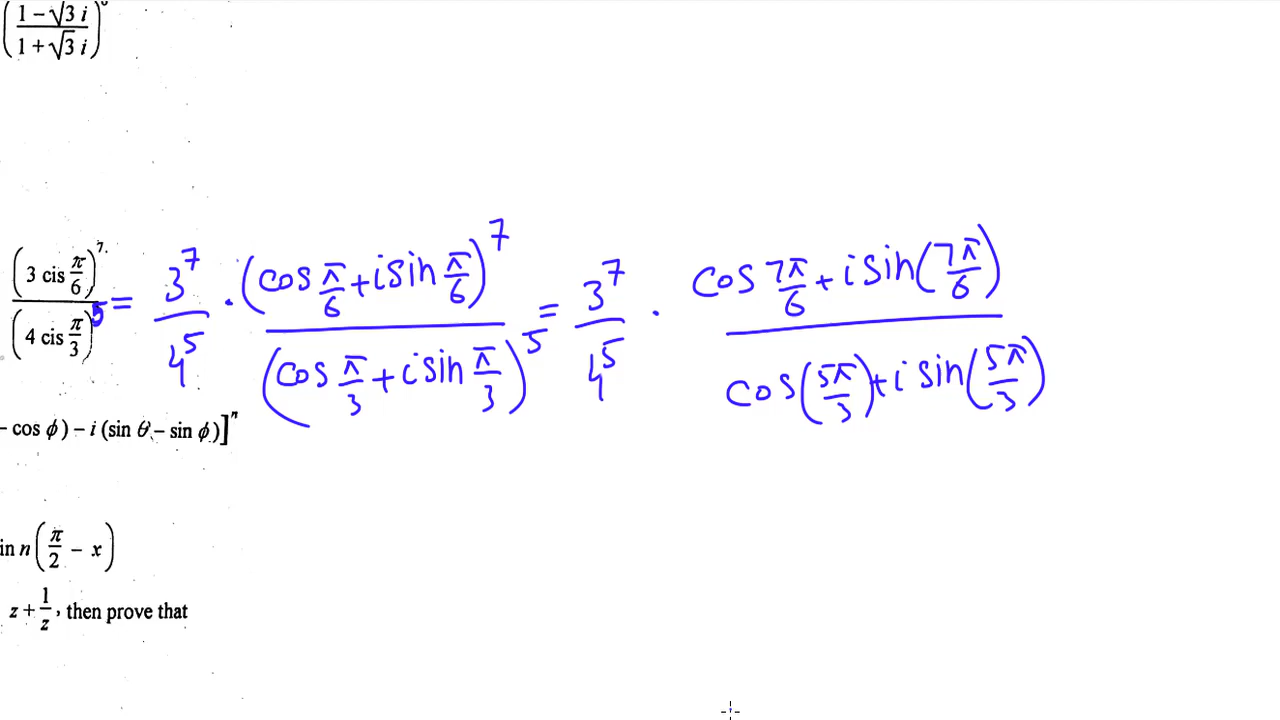 (1 − √3 i / 1 + √3 i)
(3 cis π/6)^7. / (4 cis π/3)^5 = 3^7/4^5 · (cos π/6 + i sin π/6)^7 / (cos π/3 + i sin π/3)^5 = 3^7/4^5 · cos 7π/6 + i sin(7π/6) / cos(5π/3) + i sin(5π/3)
− cos ϕ) − i (sin θ − sin ϕ)]^n
in n(π/2 − x)
z + 1/z, then prove that